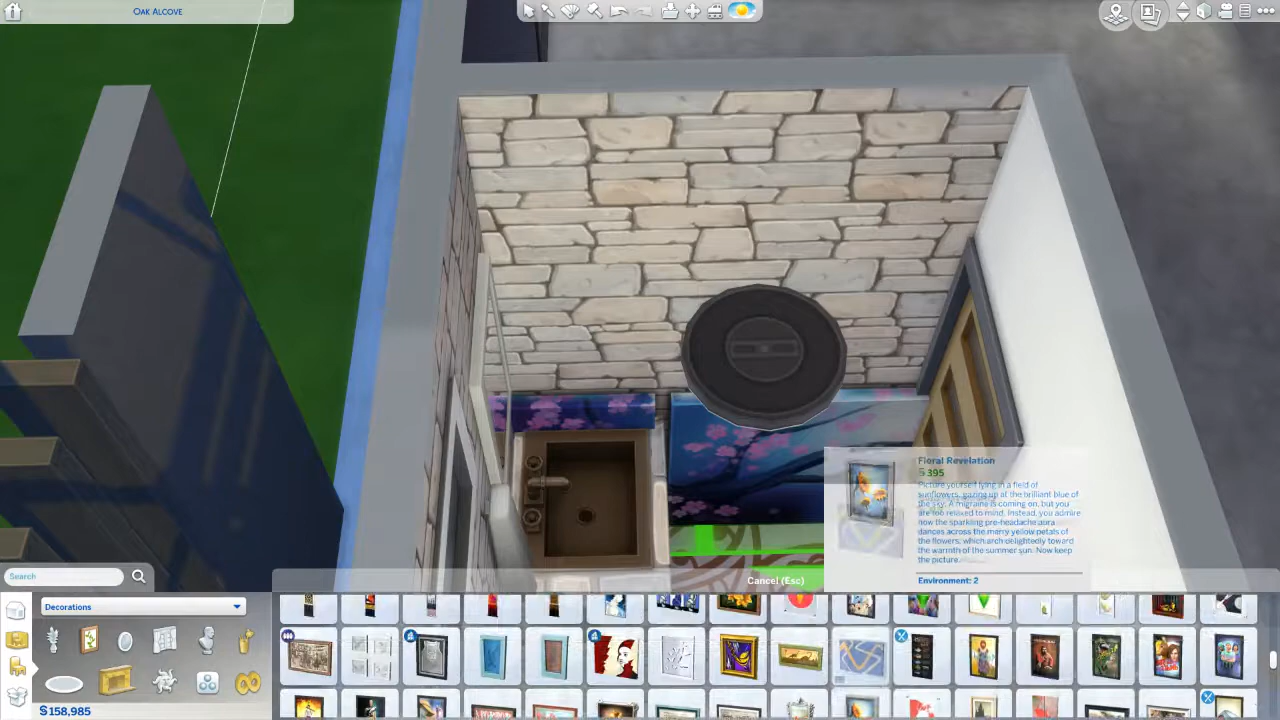 Oak Alcove
Floral Revelation
§395
Picture yourself lying in a field of
sunflowers, gazing up at the brilliant blue of
the sky. A migraine is coming on, but you
are too relaxed to mind. Instead, you admire
how the sparkling pre-headache aura
dances across the many yellow petals of
the flowers, which arch delightedly toward
the warmth of the summer sun. Now keep
the picture.
Cancel (Esc)
Environment: 2
Search
Decorations
§158,985